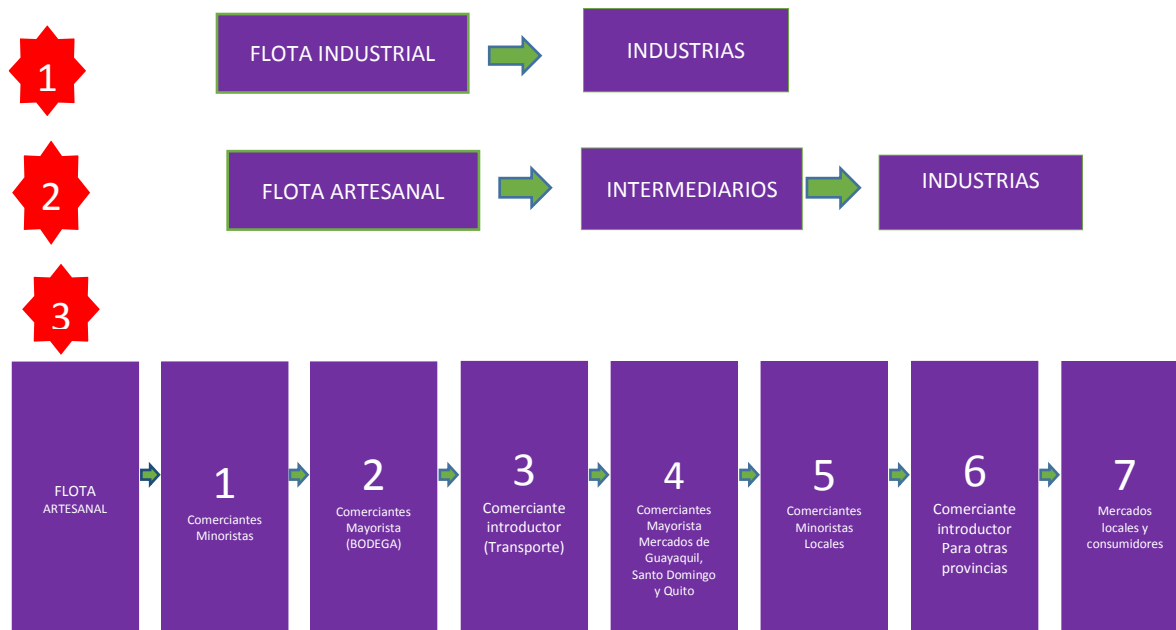 1
FLOTA INDUSTRIAL
INDUSTRIAS
2
FLOTA ARTESANAL
INTERMEDIARIOS
INDUSTRIAS
3
FLOTA
ARTESANAL
1
Comerciantes
Minoristas
2
Comerciantes
Mayorista
(BODEGA)
3
Comerciante
introductor
(Transporte)
4
Comerciantes
Mayorista
Mercados de
Guayaquil,
Santo Domingo
y Quito
5
Comerciantes
Minoristas
Locales
6
Comerciante
introductor
Para otras
provincias
7
Mercados
locales y
consumidores